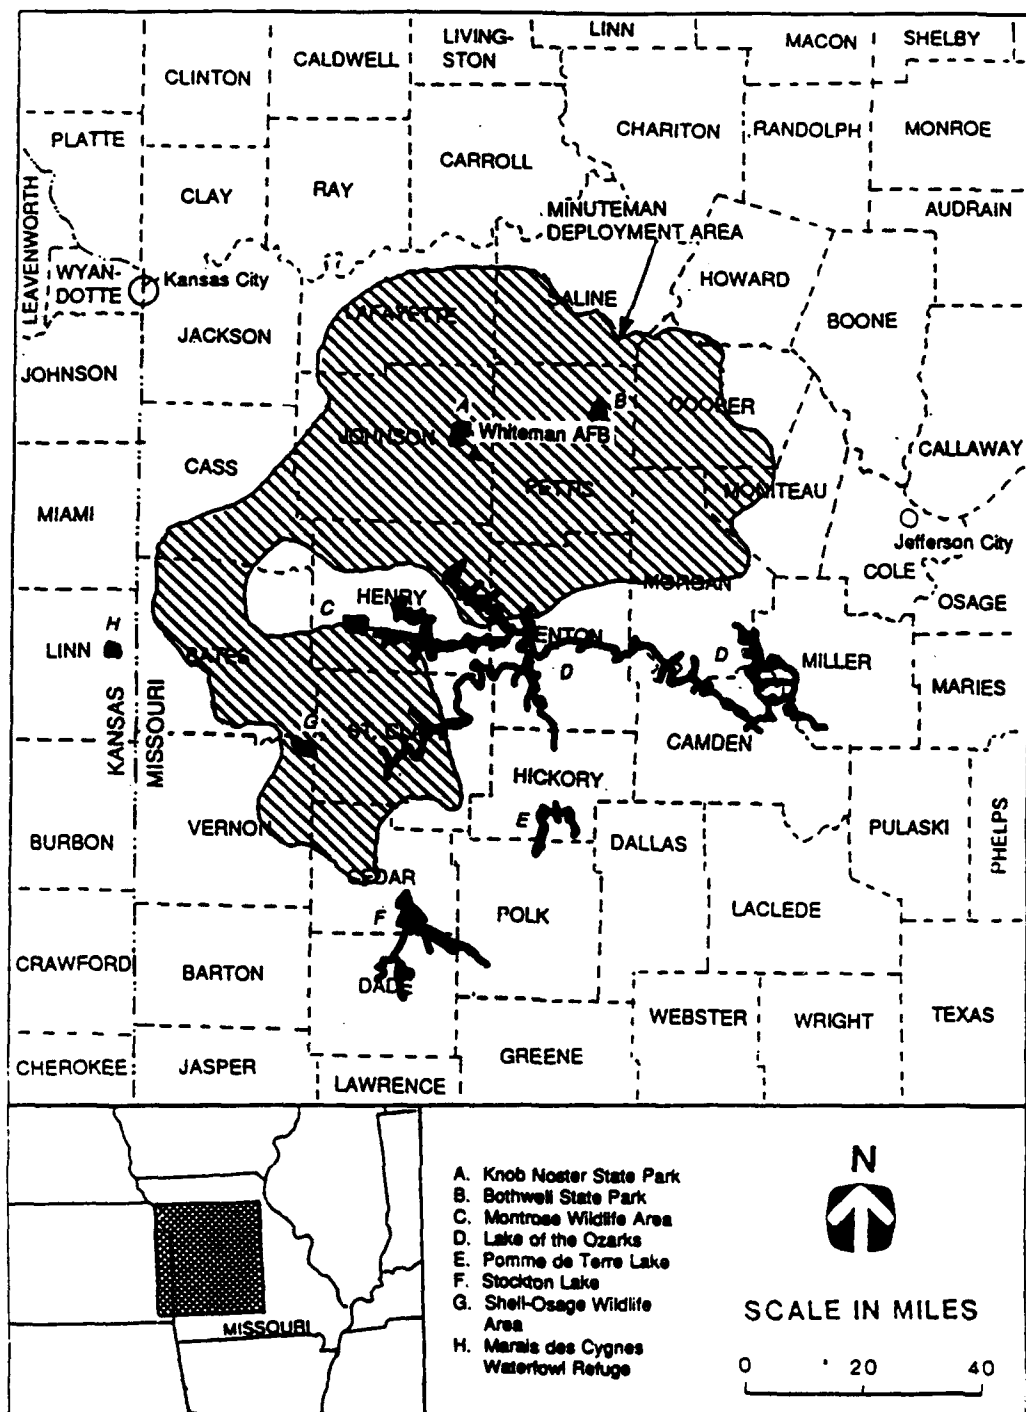 LINN
LIVING-
STON
MACON
SHELBY
CALDWELL
CLINTON
PLATTE
CHARITON
RANDOLPH
MONROE
CARROLL
CLAY
RAY
AUDRAIN
MINUTEMAN
DEPLOYMENT AREA
LEAVENWORTH
WYAN-
DOTTE
Kansas City
HOWARD
SALINE
LAFAYETTE
BOONE
JACKSON
JOHNSON
A
B
COOPER
JOHNSON
Whiteman AFB
CALLAWAY
CASS
PETTIS
MONITEAU
MIAMI
Jefferson City
COLE
MORGAN
HENRY
C
OSAGE
H
LINN
BENTON
D
D
MILLER
BATES
MARIES
KANSAS
MISSOURI
G
ST. CLAIR
CAMDEN
HICKORY
E
VERNON
BURBON
DALLAS
PULASKI
PHELPS
CEDAR
F
POLK
LACLEDE
CRAWFORD
BARTON
DADE
WEBSTER
WRIGHT
TEXAS
GREENE
CHEROKEE
JASPER
LAWRENCE
MISSOURI
A. Knob Noster State Park
B. Bothwell State Park
C. Montrose Wildlife Area
D. Lake of the Ozarks
E. Pomme de Terre Lake
F. Stockton Lake
G. Shell-Osage Wildlife
Area
H. Marais des Cygnes
Waterfowl Refuge
N
SCALE IN MILES
0 20 40